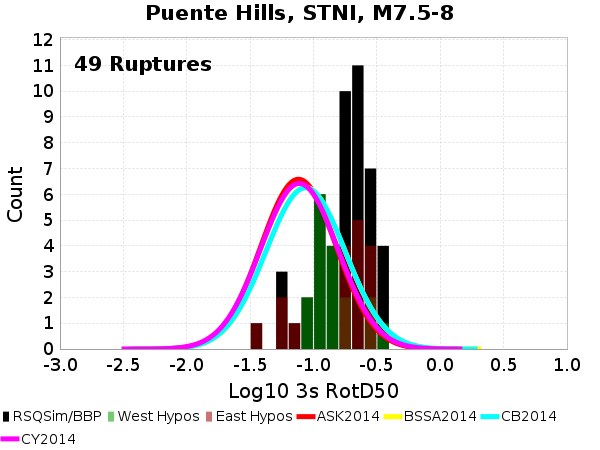 Puente Hills, STNI, M7.5-8
49 Ruptures
Count
12
11
10
9
8
7
6
5
4
3
2
1
0
-3.0 -2.5 -2.0 -1.5 -1.0 -0.5 0.0 0.5 1.0
Log10 3s RotD50
RSQSim/BBP West Hypos East Hypos ASK2014 BSSA2014 CB2014
CY2014